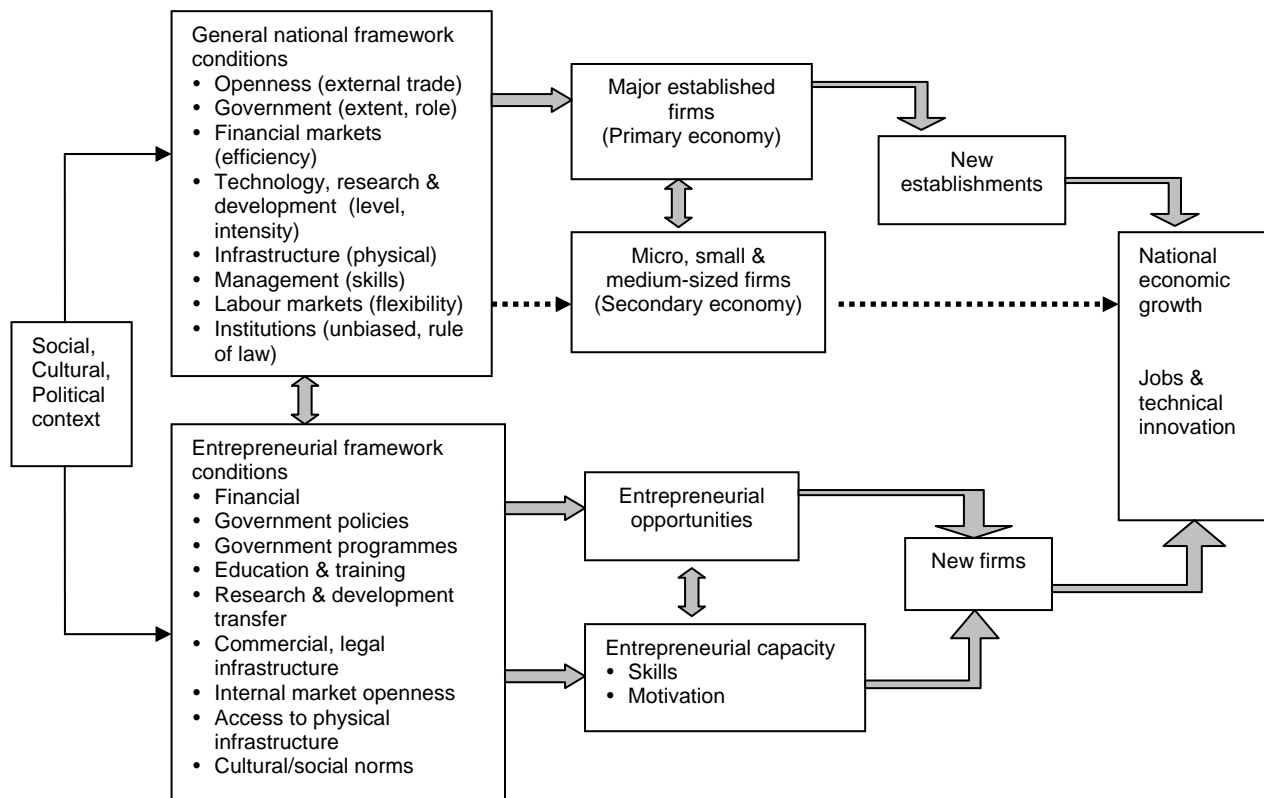 General national framework
conditions
• Openness (external trade)
• Government (extent, role)
• Financial markets
(efficiency)
• Technology, research &
development (level,
intensity)
• Infrastructure (physical)
• Management (skills)
• Labour markets (flexibility)
• Institutions (unbiased, rule
of law)
Major established
firms
(Primary economy)
New
establishments
Micro, small &
medium-sized firms
(Secondary economy)
National
economic
growth
Jobs &
technical
innovation
Social,
Cultural,
Political
context
Entrepreneurial framework
conditions
• Financial
• Government policies
• Government programmes
• Education & training
• Research & development
transfer
• Commercial, legal
infrastructure
• Internal market openness
• Access to physical
infrastructure
• Cultural/social norms
Entrepreneurial
opportunities
New firms
Entrepreneurial capacity
• Skills
• Motivation